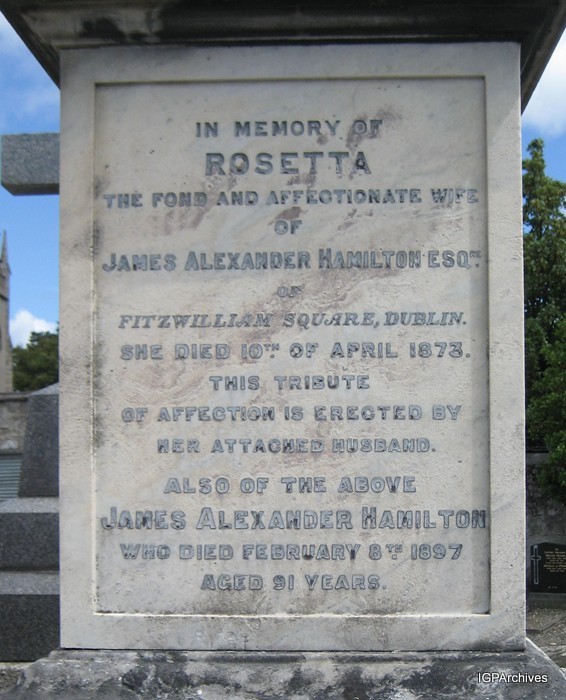 IN MEMORY OF
ROSETTA
THE FOND AND AFFECTIONATE WIFE
OF
JAMES ALEXANDER HAMILTON ESQRE
OF
FITZWILLIAM SQUARE, DUBLIN.
SHE DIED 10TH OF APRIL 1873.
THIS TRIBUTE
OF AFFECTION IS ERECTED BY
HER ATTACHED HUSBAND.
ALSO OF THE ABOVE
JAMES ALEXANDER HAMILTON
WHO DIED FEBRUARY 8TH 1897
AGED 91 YEARS.
IGPArchives